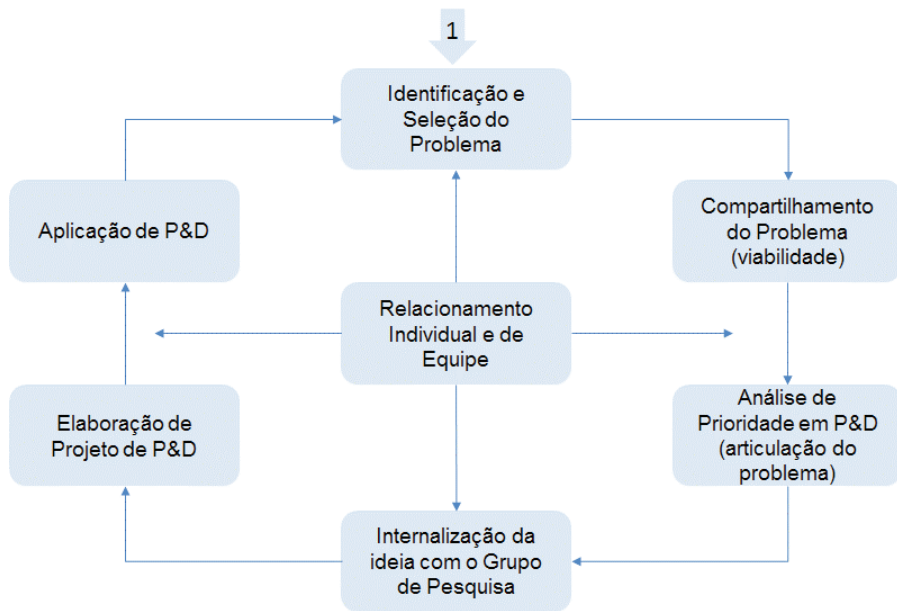 1
Identificação e
Seleção do
Problema
Aplicação de P&D
Compartilhamento
do Problema
(viabilidade)
Relacionamento
Individual e de
Equipe
Elaboração de
Projeto de P&D
Análise de
Prioridade em P&D
(articulação do
problema)
Internalização da
ideia com o Grupo
de Pesquisa